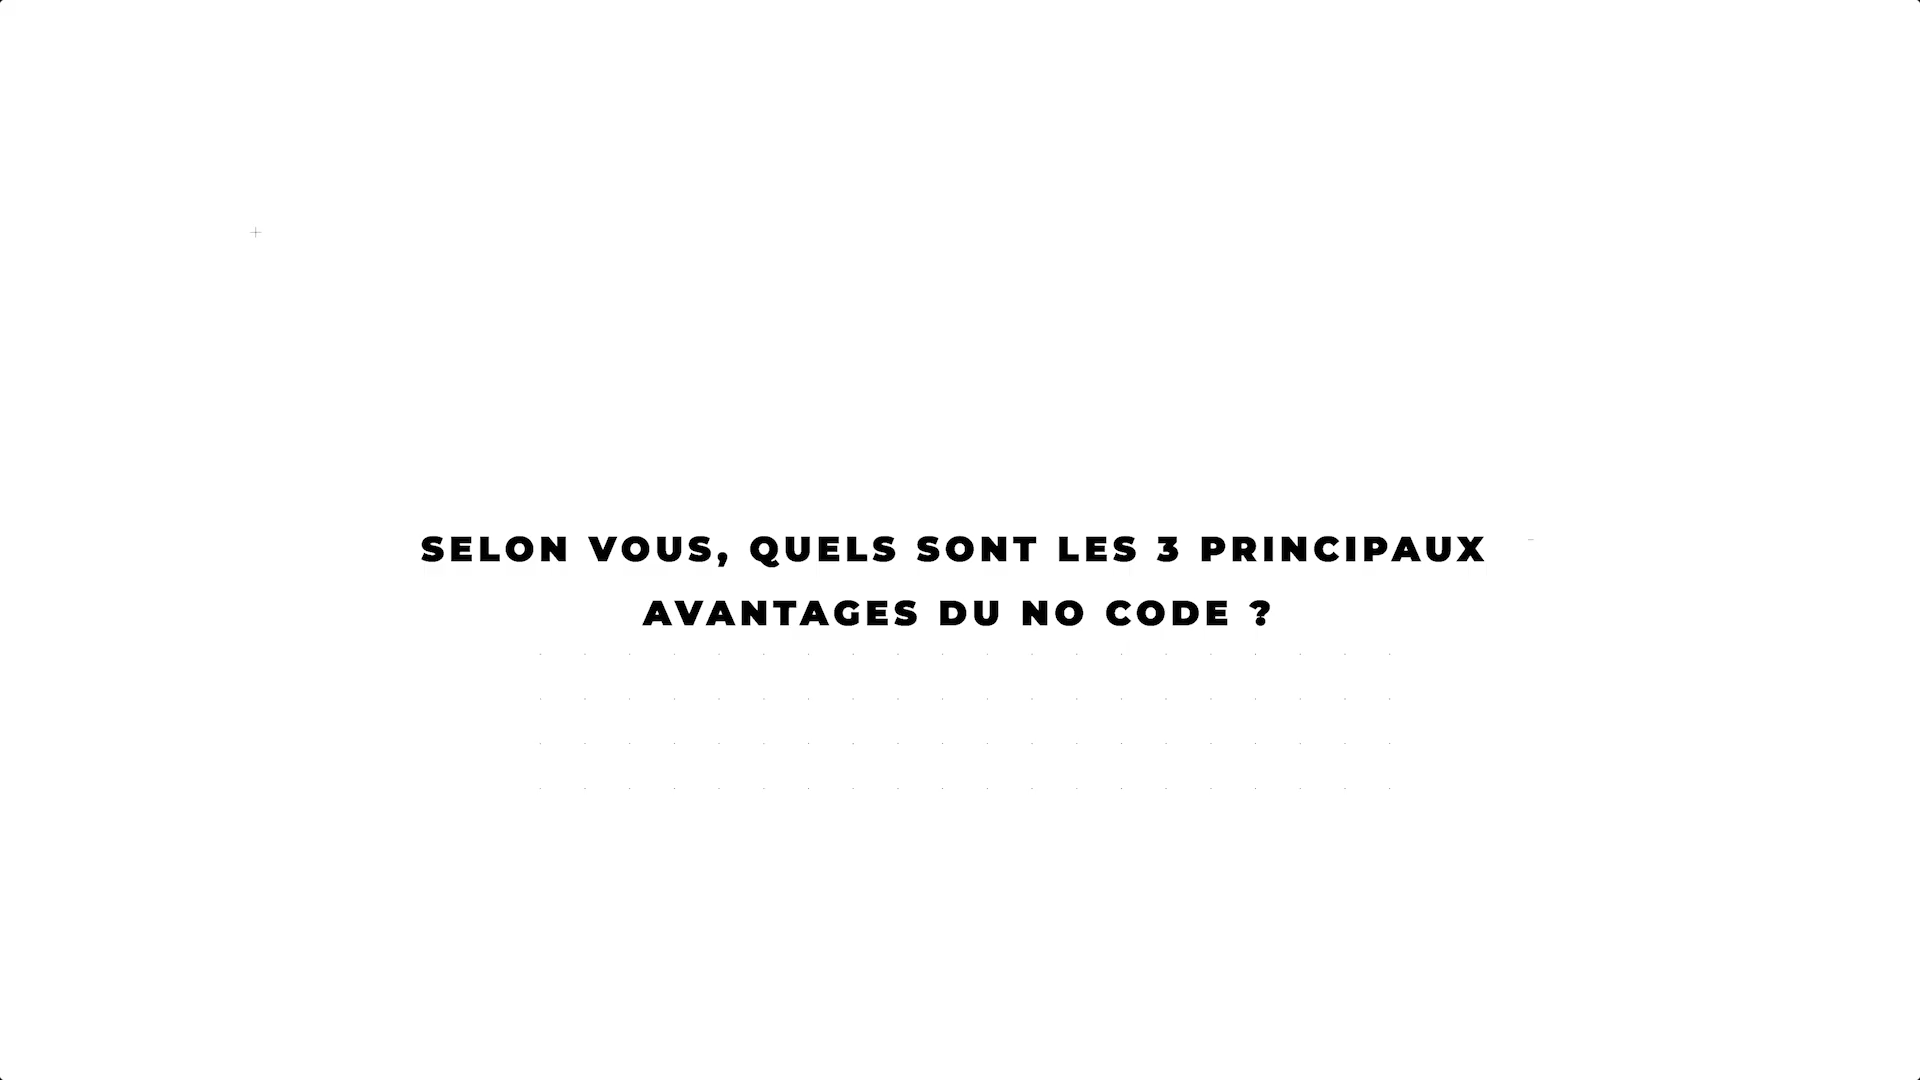 SELON VOUS, QUELS SONT LES 3 PRINCIPAUX
AVANTAGES DU NO CODE ?